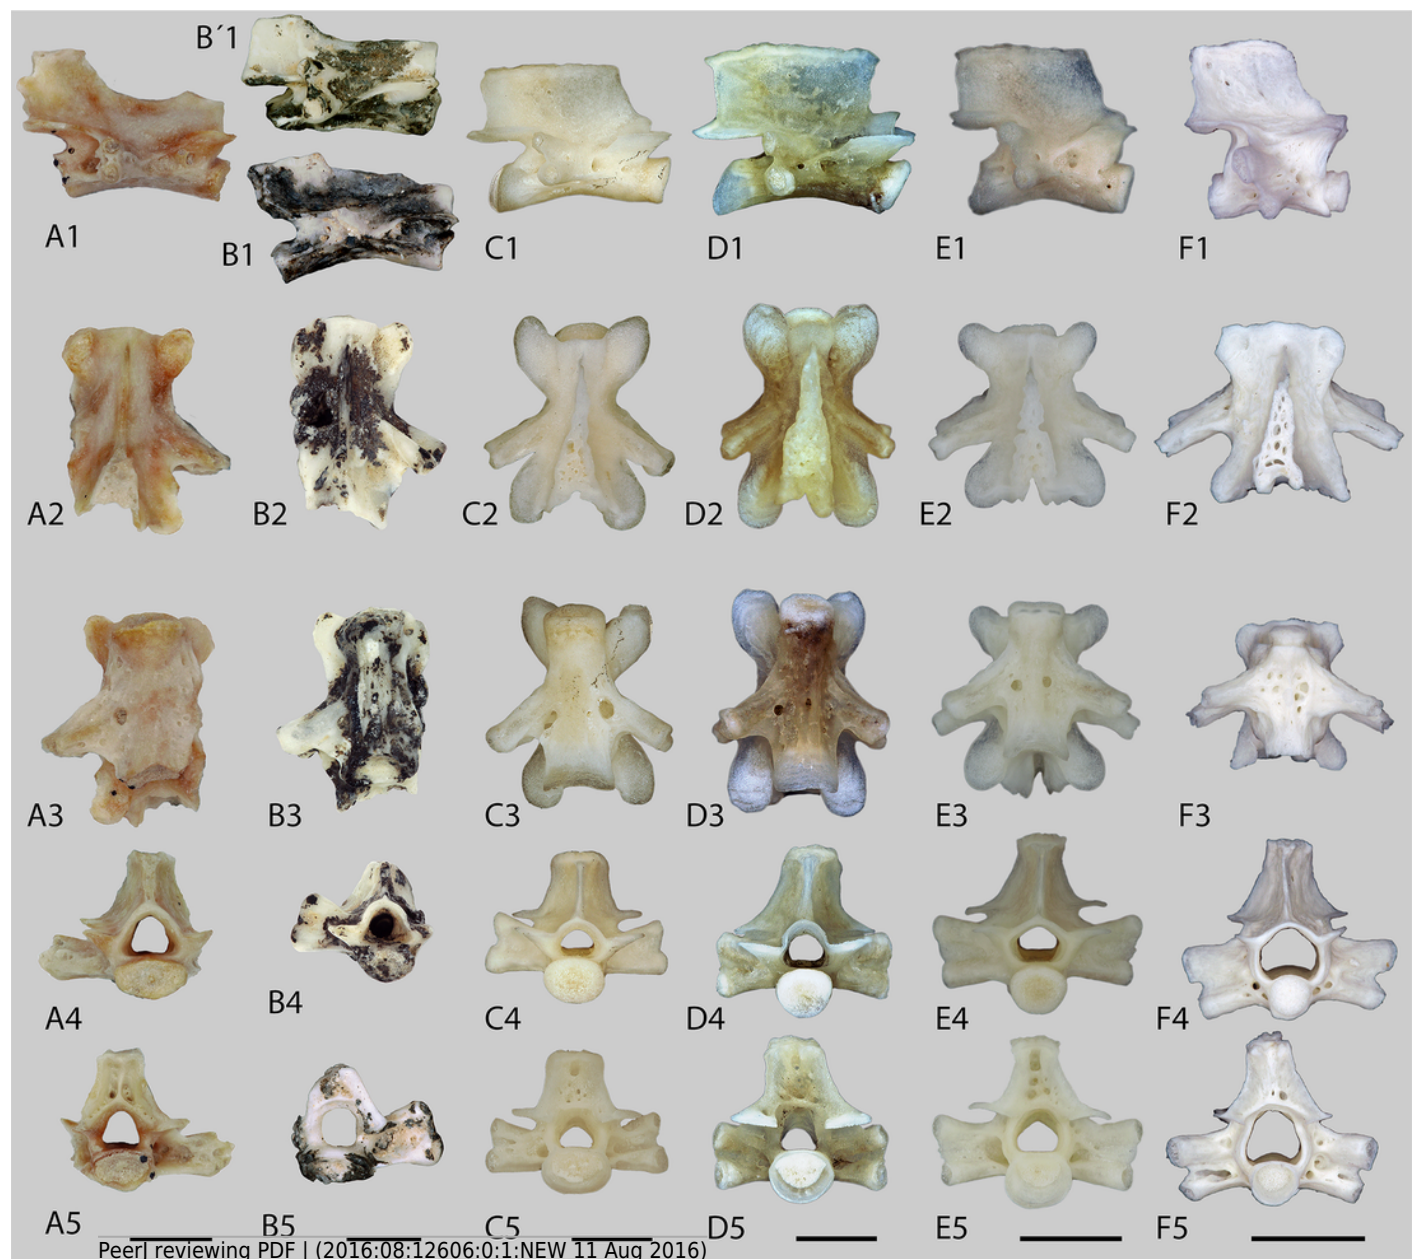 B´1
A1 B1 C1 D1 E1 F1
A2 B2 C2 D2 E2 F2
A3 B3 C3 D3 E3 F3
A4 B4 C4 D4 E4 F4
A5 B5 C5 D5 E5 F5
PeerJ reviewing PDF | (2016:08:12606:0:1:NEW 11 Aug 2016)